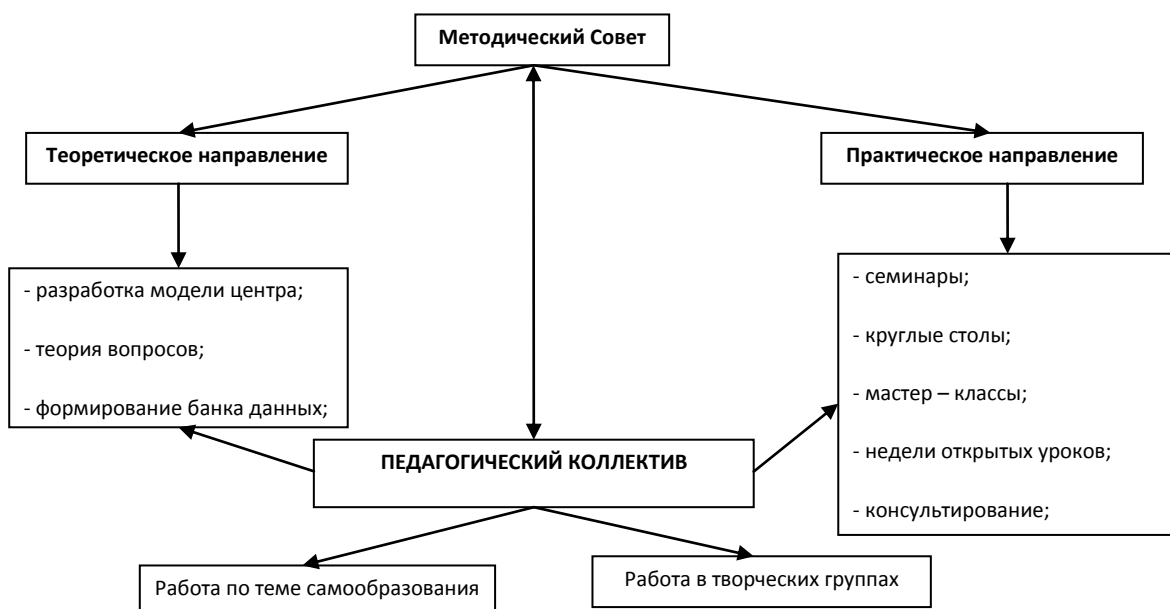 Методический Совет
Теоретическое направление
Практическое направление
- разработка модели центра;
- теория вопросов;
- формирование банка данных;
- семинары;
- круглые столы;
- мастер – классы;
- недели открытых уроков;
- консультирование;
ПЕДАГОГИЧЕСКИЙ КОЛЛЕКТИВ
Работа по теме самообразования
Работа в творческих группах